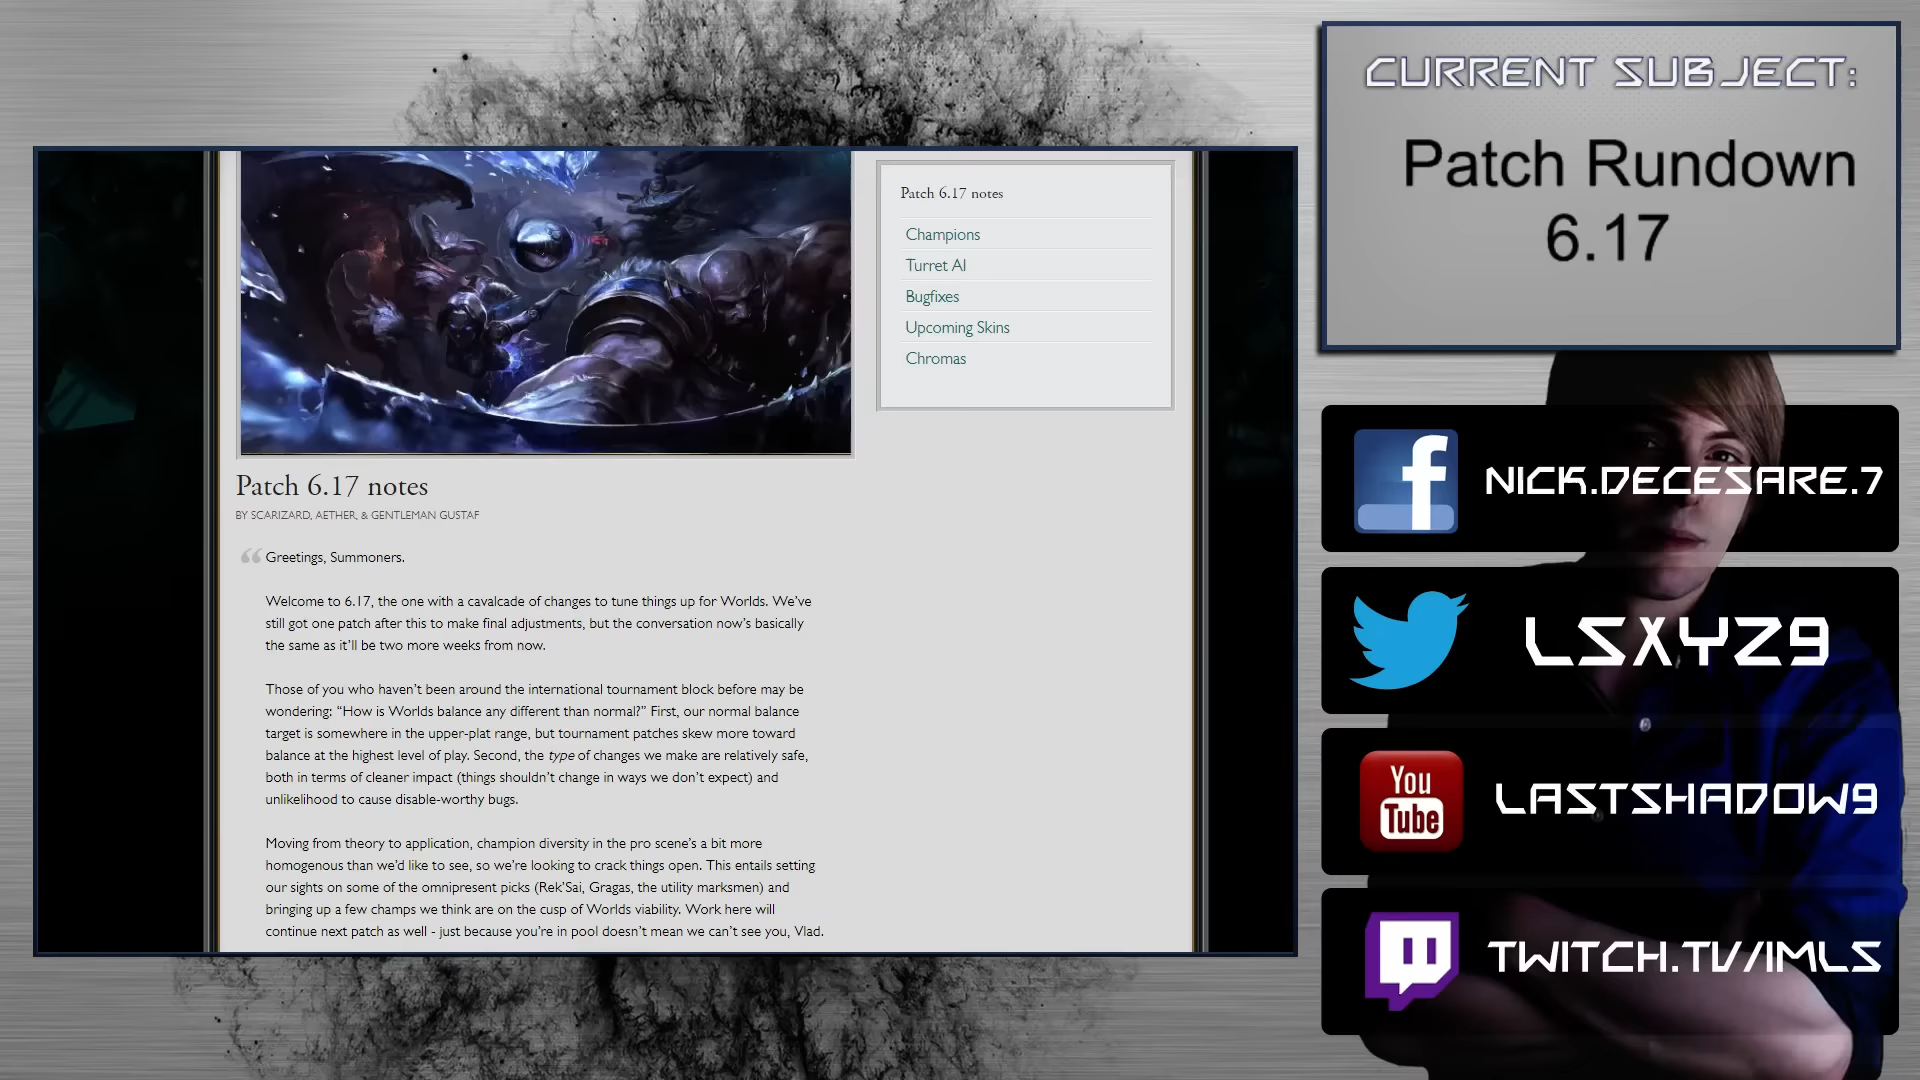 Patch 6.17 notes
Champions
Turret AI
Bugfixes
Upcoming Skins
Chromas
Patch 6.17 notes
BY SCARIZARD, AETHER, & GENTLEMAN GUSTAF
“ Greetings, Summoners.
Welcome to 6.17, the one with a cavalcade of changes to tune things up for Worlds. We’ve
still got one patch after this to make final adjustments, but the conversation now’s basically
the same as it’ll be two more weeks from now.
Those of you who haven’t been around the international tournament block before may be
wondering: “How is Worlds balance any different than normal?” First, our normal balance
target is somewhere in the upper-plat range, but tournament patches skew more toward
balance at the highest level of play. Second, the type of changes we make are relatively safe,
both in terms of cleaner impact (things shouldn’t change in ways we don’t expect) and
unlikelihood to cause disable-worthy bugs.
Moving from theory to application, champion diversity in the pro scene’s a bit more
homogenous than we’d like to see, so we’re looking to crack things open. This entails setting
our sights on some of the omnipresent picks (Rek’Sai, Gragas, the utility marksmen) and
bringing up a few champs we think are on the cusp of Worlds viability. Work here will
continue next patch as well - just because you’re in pool doesn’t mean we can’t see you, Vlad.
CURRENT SUBJECT:
Patch Rundown
6.17
f NICK.DECESARE.7
LSXYZ9
You
Tube
LASTSHADOW9
TWITCH.TV/IMLS